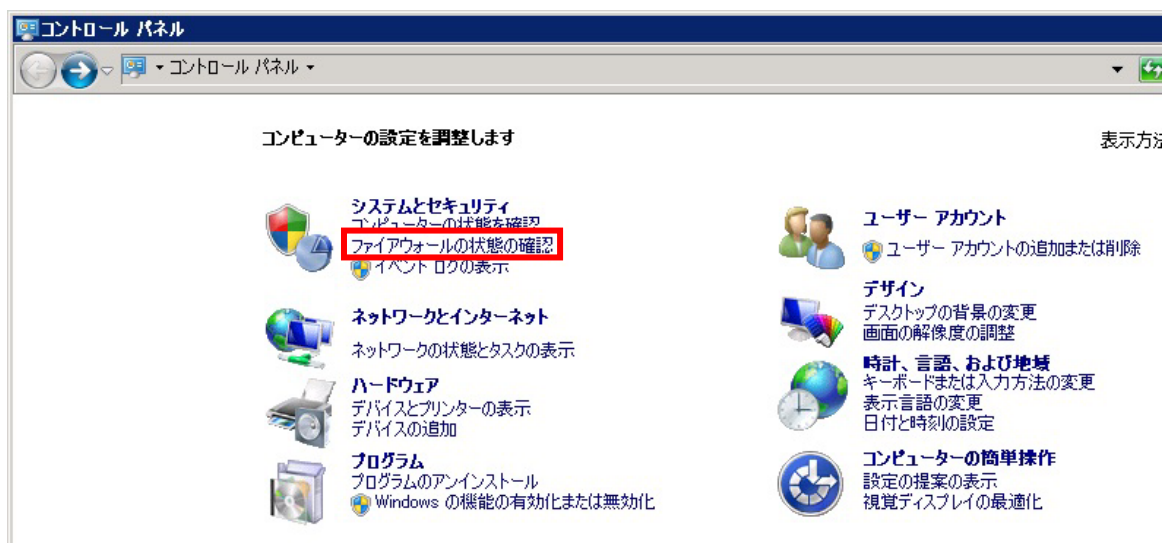 コントロール パネル
コントロール パネル
コンピューターの設定を調整します
表示方法
システムとセキュリティ
コンピューターの状態を確認
ファイアウォールの状態の確認
イベント ログの表示
ネットワークとインターネット
ネットワークの状態とタスクの表示
ハードウェア
デバイスとプリンターの表示
デバイスの追加
プログラム
プログラムのアンインストール
Windows の機能の有効化または無効化
ユーザー アカウント
ユーザー アカウントの追加または削除
デザイン
デスクトップの背景の変更
画面の解像度の調整
時計、言語、および地域
キーボードまたは入力方法の変更
表示言語の変更
日付と時刻の設定
コンピューターの簡単操作
設定の提案の表示
視覚ディスプレイの最適化